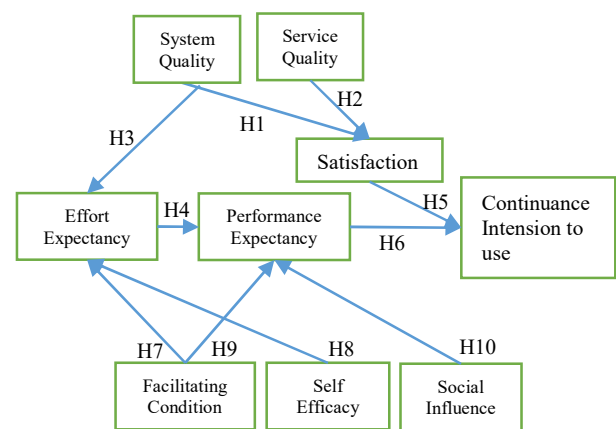 System
Quality
Service
Quality
H2
H1
H3
Satisfaction
H5
Continuance
Intension to
use
Effort
Expectancy
H4
Performance
Expectancy
H6
H7
H9
H8
H10
Facilitating
Condition
Self
Efficacy
Social
Influence